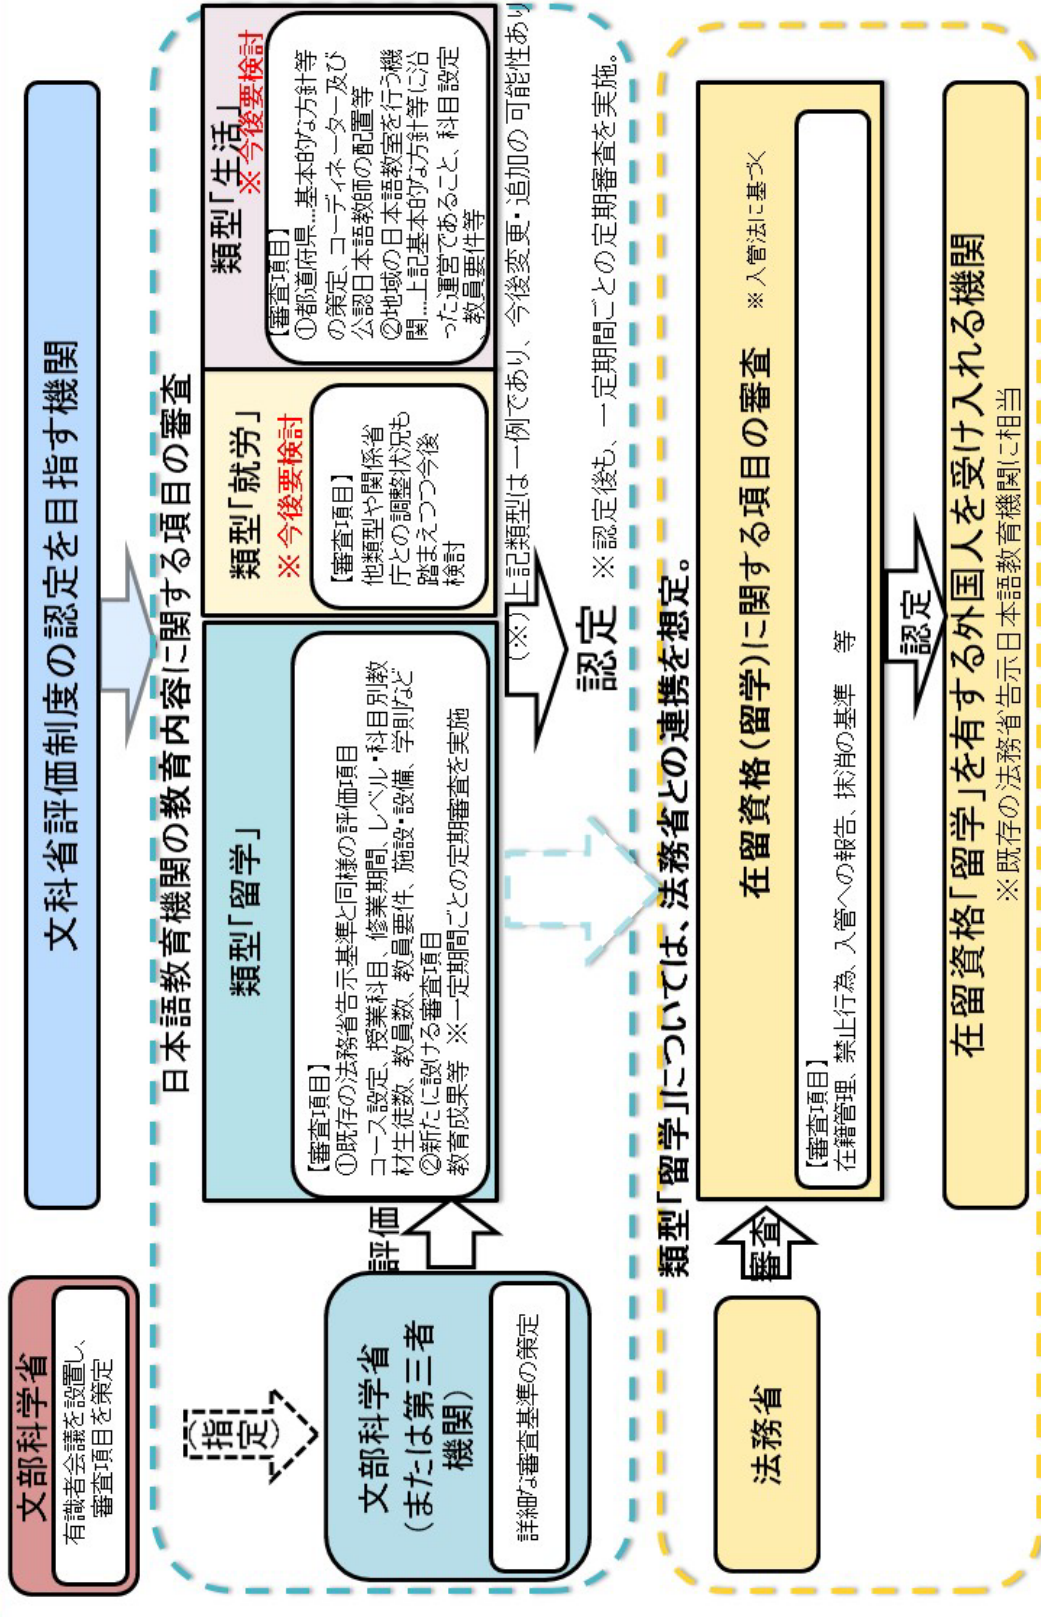 文部科学省
有識者会議を設置し、
審査項目を策定
文科省評価制度の認定を目指す機関
日本語教育機関の教育内容に関する項目の審査
(指
定)
文部科学省
(または第三者
機関)
詳細な審査基準の策定
評価
類型「留学」
【審査項目】
①既存の法務省告示基準と同様の評価項目
コース設定、授業科目、修業期間、レベル・科目別教
材生徒数、教員数、教員要件、施設・設備、学則など
②新たに設ける審査項目
教育成果等 ※一定期間ごとの定期審査を実施
類型「就労」
※今後要検討
【審査項目】
他類型や関係省
庁との調整状況も
踏まえつつ今後
検討
類型「生活」
※今後要検討
【審査項目】
①都道府県…基本的な方針等
の策定、コーディネーター及び
公認日本語教師の配置等
②地域の日本語教室を行う機
関…上記基本的な方針等に沿
った運営であること、科目設定
、教員要件等
(※)上記類型は一例であり、今後変更・追加の可能性あり
認定
※認定後も、一定期間ごとの定期審査を実施。
類型「留学」については、法務省との連携を想定。
法務省
審査
在留資格(留学)に関する項目の審査
※入管法に基づく
【審査項目】
在籍管理、禁止行為、入管への報告、抹消の基準 等
認定
在留資格「留学」を有する外国人を受け入れる機関
※既存の法務省告示日本語教育機関に相当